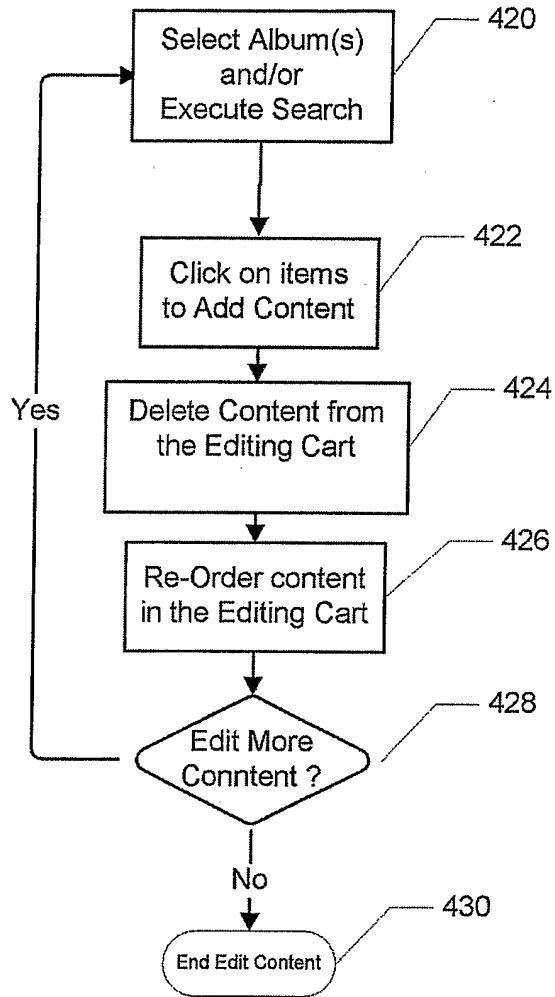 Select Album(s)
and/or
Execute Search
420
Click on items
to Add Content
422
Delete Content from
the Editing Cart
424
Yes
Re-Order content
in the Editing Cart
426
Edit More
Conntent ?
428
No
End Edit Content
430